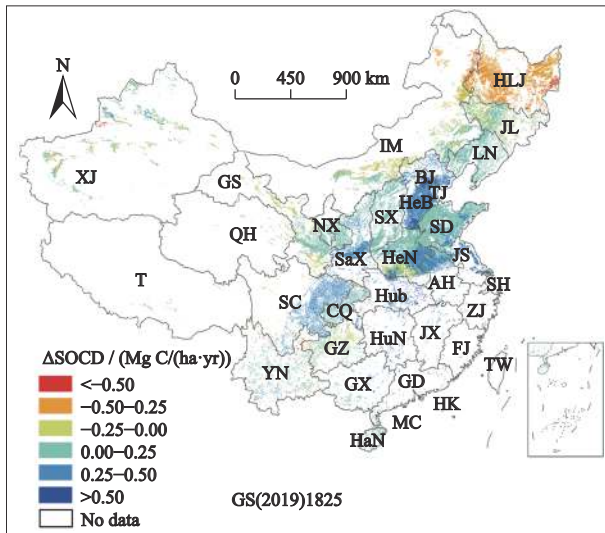 N
0 450 900 km
HLJ
JL
LN
IM
XJ
GS
BJ
TJ
HeB
NX
SX
SD
QH
SaX
HeN
JS
T
SC
CQ
Hub
AH
SH
ZJ
HuN
JX
GZ
FJ
YN
GX
GD
TW
HK
MC
HaN
ΔSOCD / (Mg C/(ha·yr))
<−0.50
−0.50−0.25
−0.25−0.00
0.00−0.25
0.25−0.50
>0.50
No data
GS(2019)1825